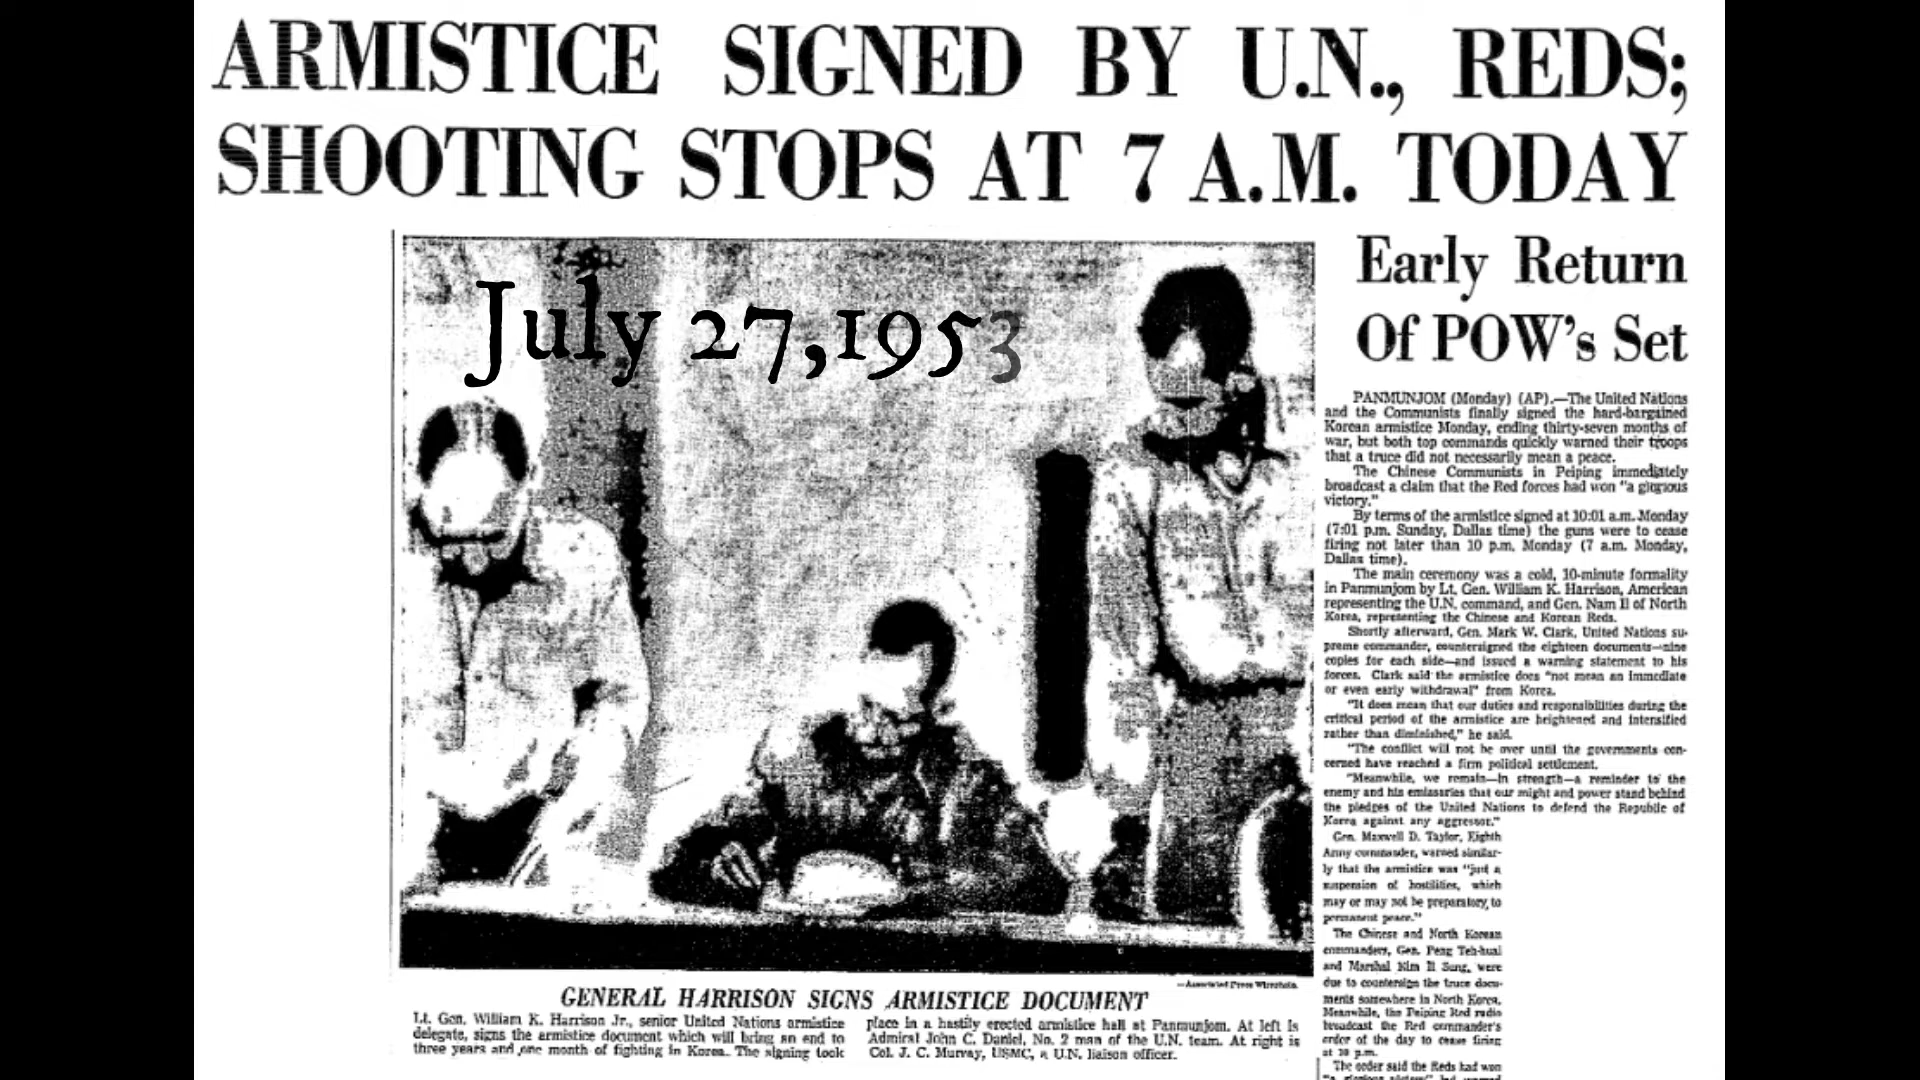 ARMISTICE SIGNED BY U.N., REDS;
SHOOTING STOPS AT 7 A.M. TODAY
July 27,1953
Early Return
Of POW's Set
PANMUNJOM (Monday) (AP).—The United Nations
and the Communists finally signed the hard-bargained
Korean armistice Monday, ending thirty-seven months of
war, but both top commands quickly warned their troops
that a truce did not necessarily mean a peace.
The Chinese Communists in Peiping immediately
broadcast a claim that the Red forces had won "a glorious
victory."
By terms of the armistice signed at 10:01 a.m. Monday
(7:01 p.m. Sunday, Dallas time) the guns were to cease
firing not later than 10 p.m. Monday (7 a.m. Monday,
Dallas time).
The main ceremony was a cold, 10-minute formality
in Panmunjom by Lt. Gen. William K. Harrison, American
representing the U.N. command, and Gen. Nam Il of North
Korea, representing the Chinese and Korean Reds.
Shortly afterward, Gen. Mark W. Clark, United Nations su-
preme commander, countersigned the eighteen documents—nine
copies for each side—and issued a warning statement to his
forces. Clark said the armistice does "not mean an immediate
or even early withdrawal" from Korea.
"It does mean that our duties and responsibilities during the
critical period of the armistice are heightened and intensified
rather than diminished," he said.
"The conflict will not be over until the governments con-
cerned have reached a firm political settlement.
"Meanwhile, we remain—in strength—a reminder to the
enemy and his emissaries that our might and power stand behind
the pledges of the United Nations to defend the Republic of
Korea against any aggressor."
Gen. Maxwell D. Taylor, Eighth
Army commander, warned similar-
ly that the armistice was "just a
suspension of hostilities, which
may or may not be preparatory to
permanent peace."
The Chinese and North Korean
commanders, Gen. Peng Teh-huai
and Marshal Kim Il Sung, were
due to countersign the truce docu-
ments somewhere in North Korea.
Meanwhile, the Peiping Red radio
broadcast the Red commander's
order of the day to cease firing
at 10 p.m.
The order said the Reds had won
—Associated Press Wirephoto.
GENERAL HARRISON SIGNS ARMISTICE DOCUMENT
Lt. Gen. William K. Harrison Jr., senior United Nations armistice
delegate, signs the armistice document which will bring an end to
three years and one month of fighting in Korea. The signing took
place in a hastily erected armistice hall at Panmunjom. At left is
Admiral John C. Daniel, No. 2 man of the U.N. team. At right is
Col. J. C. Murray, USMC, a U.N. liaison officer.